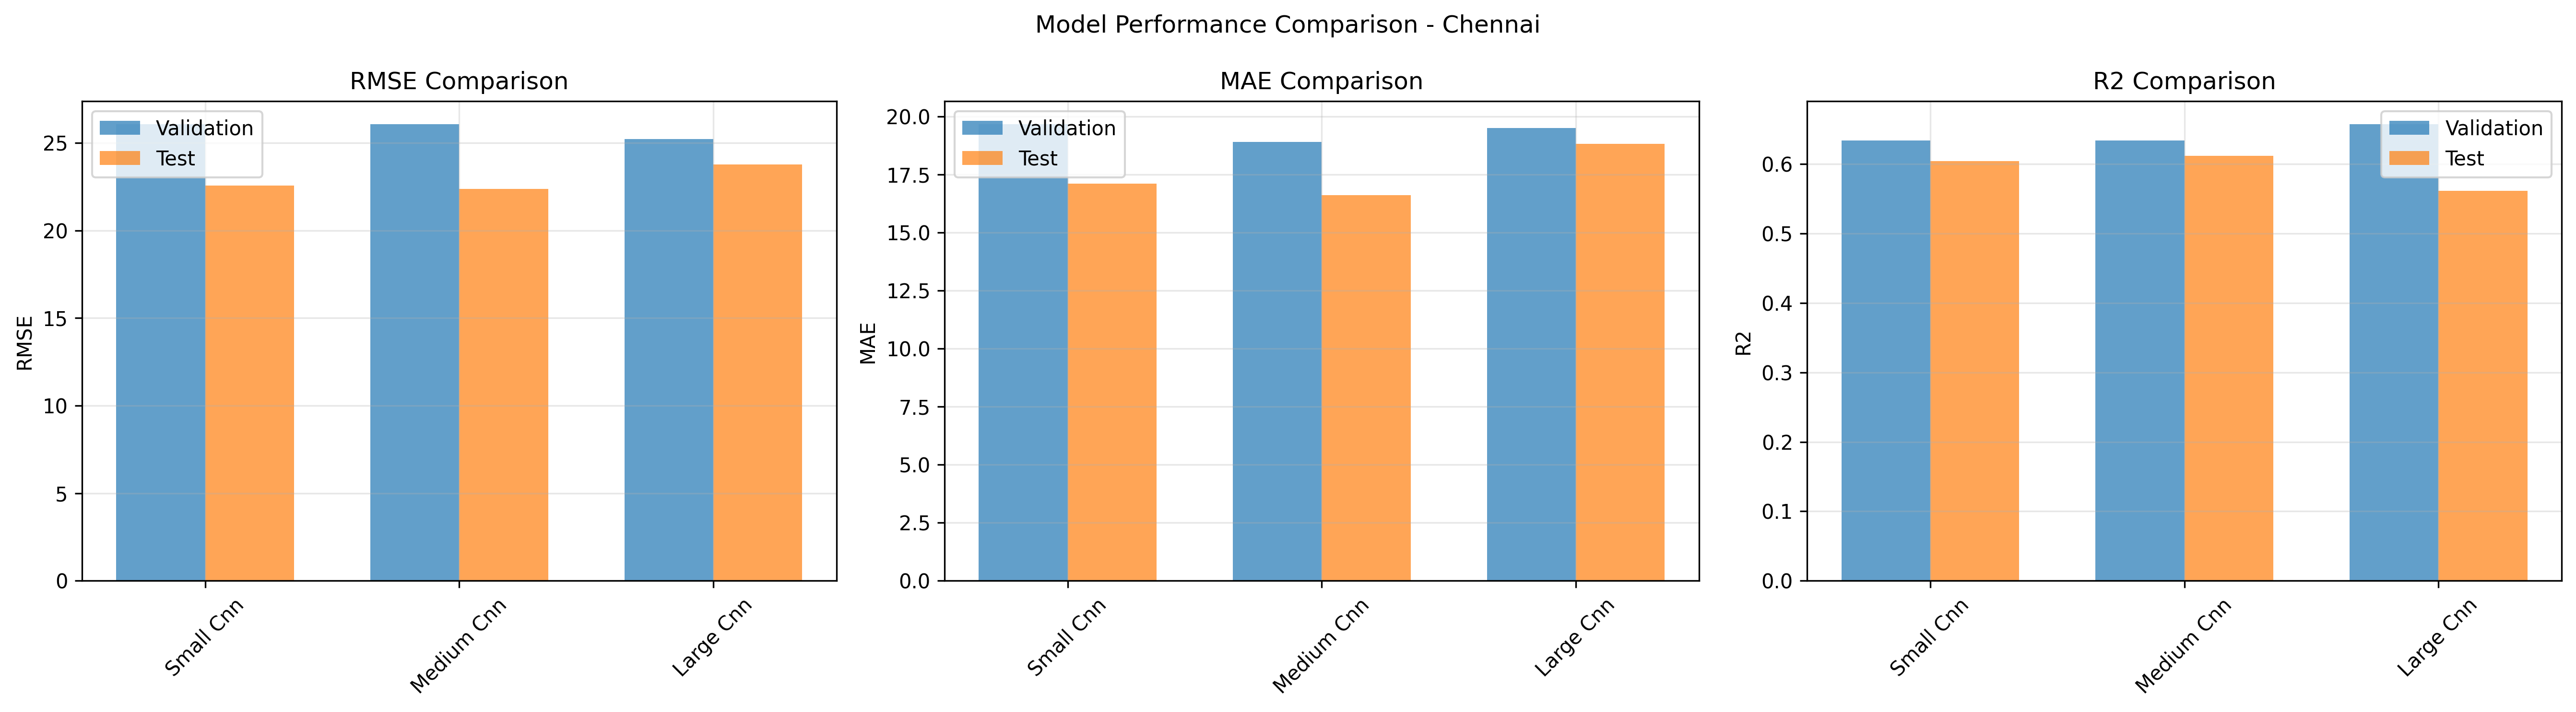 Model Performance Comparison - Chennai
RMSE Comparison
Validation
Test
RMSE
25
20
15
10
5
0
Small Cnn
Medium Cnn
Large Cnn
MAE Comparison
Validation
Test
MAE
20.0
17.5
15.0
12.5
10.0
7.5
5.0
2.5
0.0
Small Cnn
Medium Cnn
Large Cnn
R2 Comparison
Validation
Test
R2
0.6
0.5
0.4
0.3
0.2
0.1
0.0
Small Cnn
Medium Cnn
Large Cnn